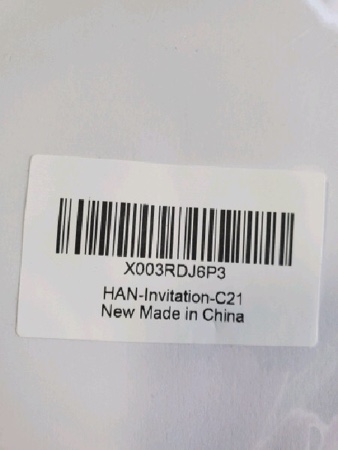 X003RDJ6P3
HAN-Invitation-C21
New Made in China